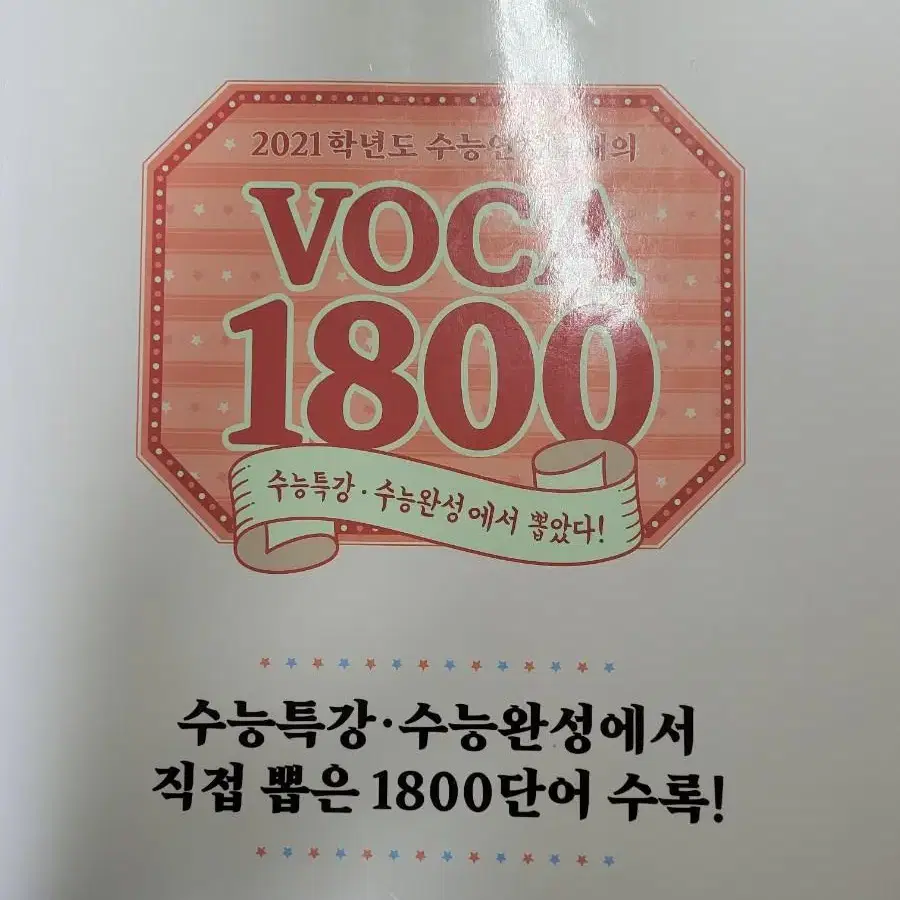 2021학년도 수능연계교재의
VOCA
1800
수능특강·수능완성에서 뽑았다!
수능특강·수능완성에서
직접 뽑은 1800단어 수록!